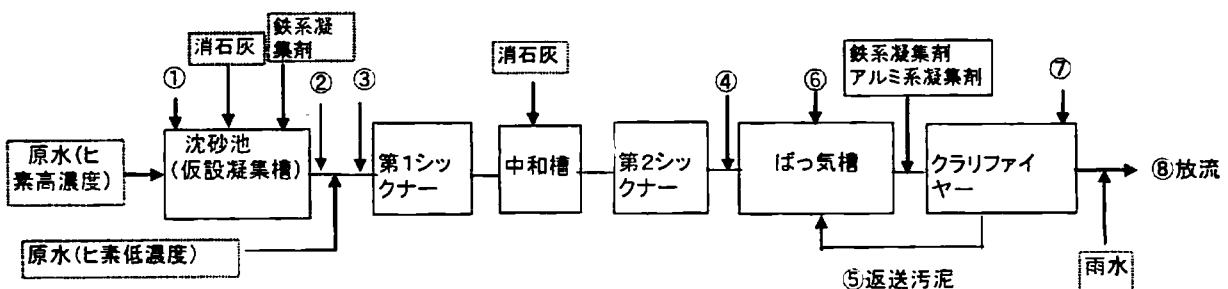 消石灰
鉄系凝
集剤
①
②
③
消石灰
④
⑥
鉄系凝集剤
アルミ系凝集剤
⑦
原水(ヒ
素高濃度)
沈砂池
(仮設凝集槽)
第1シッ
クナー
中和槽
第2シッ
クナー
ばっ気槽
クラリファイ
ヤー
⑧放流
原水(ヒ素低濃度)
⑤返送汚泥
雨水